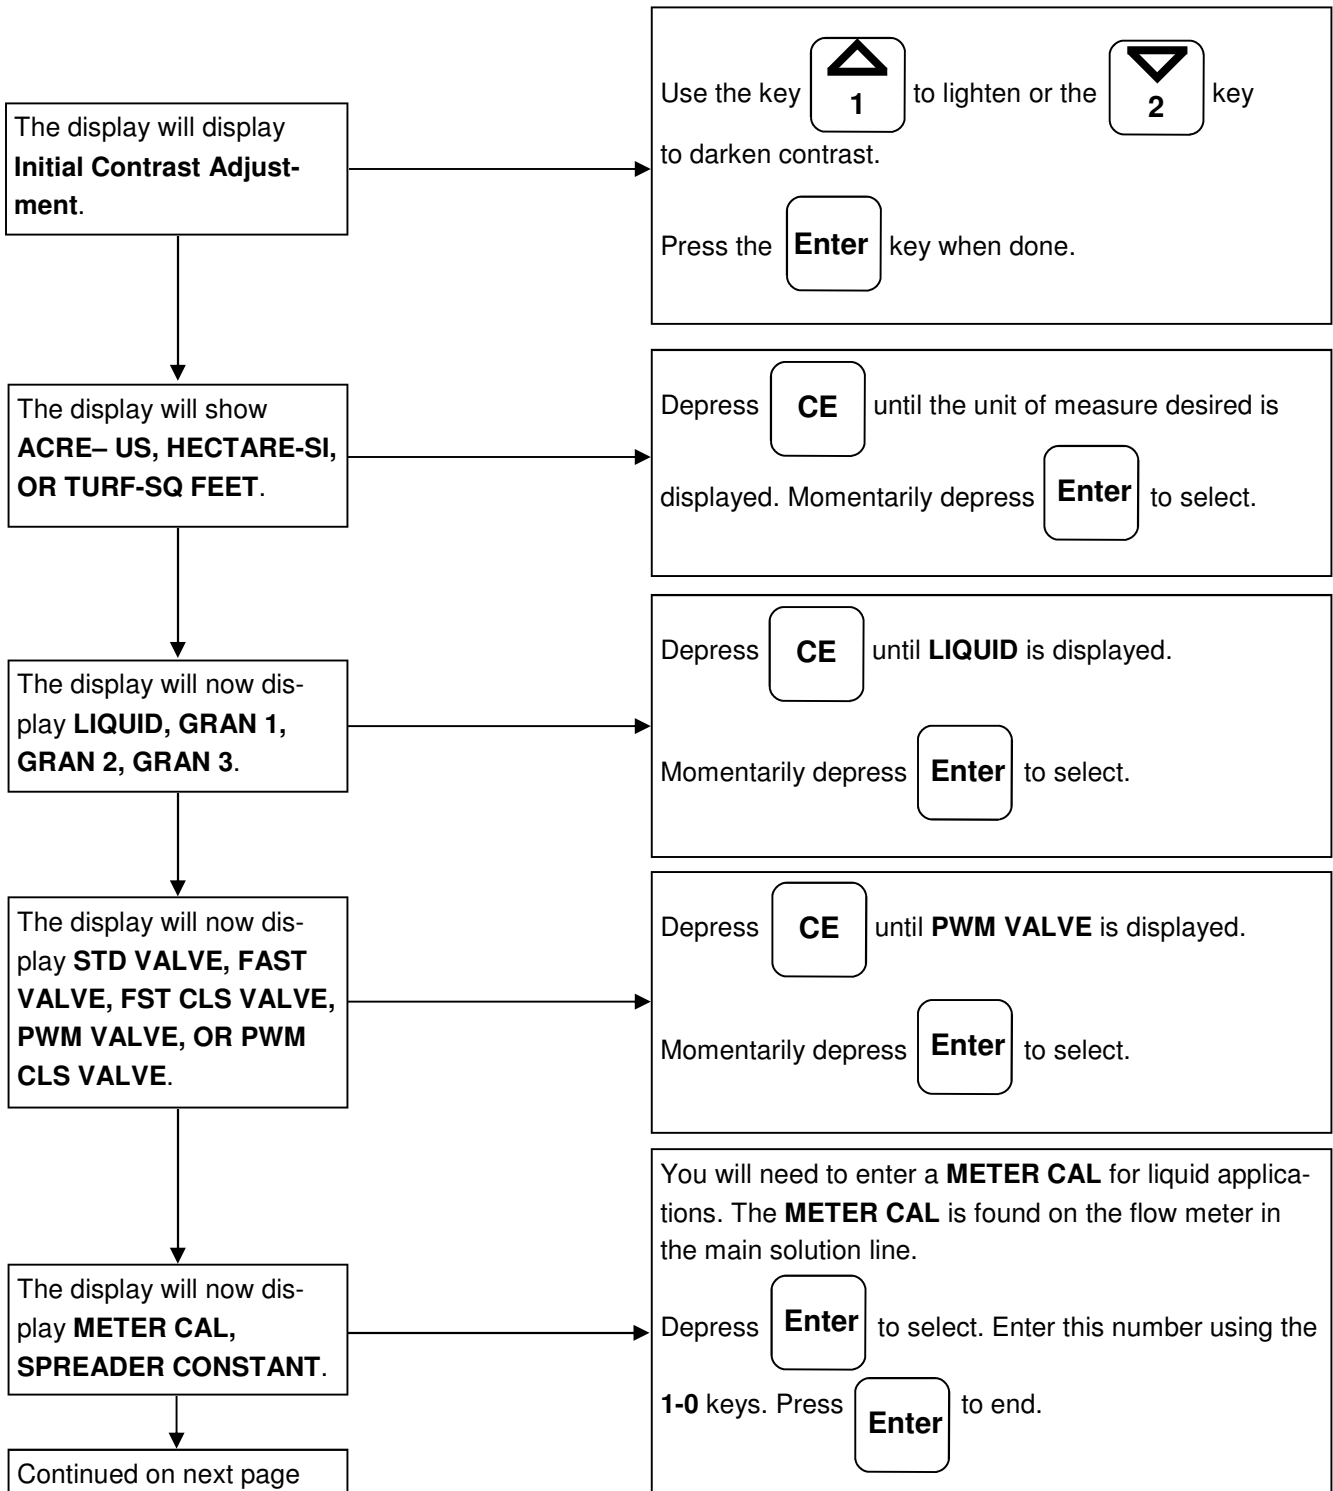 The display will display
Initial Contrast Adjust-
ment.
Use the key 1 to lighten or the 2 key
to darken contrast.
Press the Enter key when done.
The display will show
ACRE– US, HECTARE-SI,
OR TURF-SQ FEET.
Depress CE until the unit of measure desired is
displayed. Momentarily depress Enter to select.
The display will now dis-
play LIQUID, GRAN 1,
GRAN 2, GRAN 3.
Depress CE until LIQUID is displayed.
Momentarily depress Enter to select.
The display will now dis-
play STD VALVE, FAST
VALVE, FST CLS VALVE,
PWM VALVE, OR PWM
CLS VALVE.
Depress CE until PWM VALVE is displayed.
Momentarily depress Enter to select.
The display will now dis-
play METER CAL,
SPREADER CONSTANT.
You will need to enter a METER CAL for liquid applica-
tions. The METER CAL is found on the flow meter in
the main solution line.
Depress Enter to select. Enter this number using the
1-0 keys. Press Enter to end.
Continued on next page